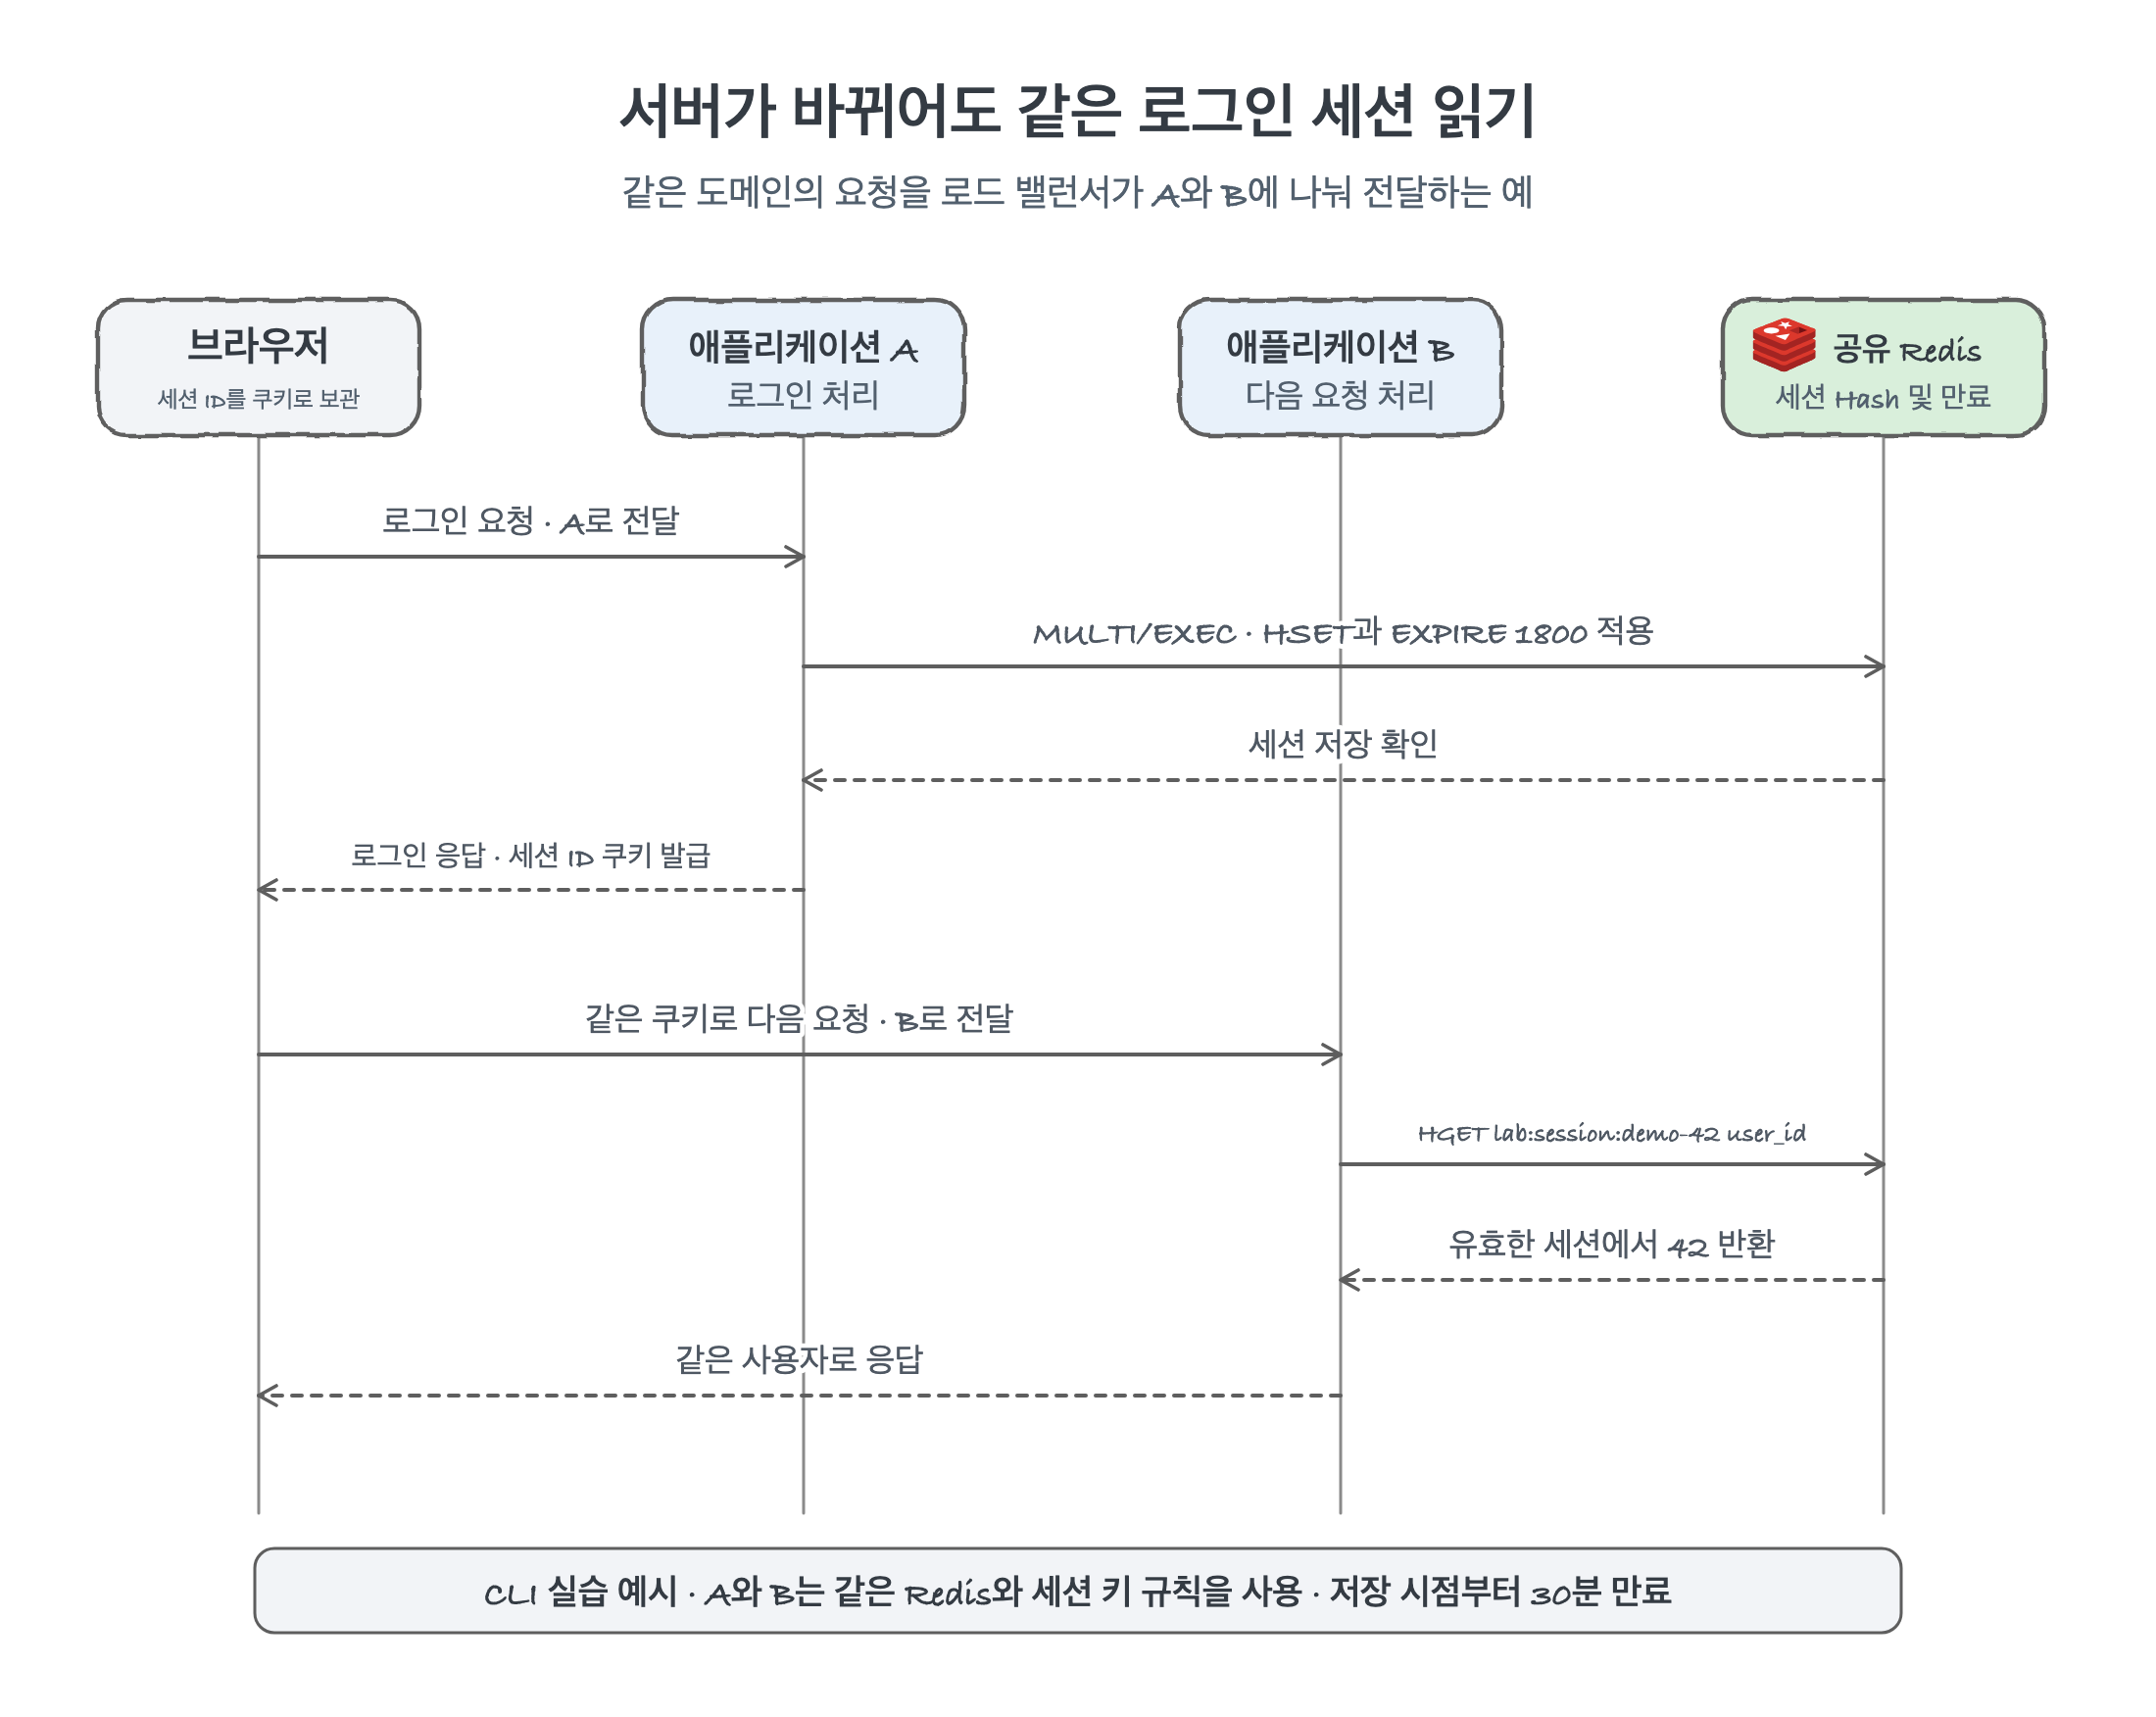 서버가 바뀌어도 같은 로그인 세션 읽기
같은 도메인의 요청을 로드 밸런서가 A와 B에 나눠 전달하는 예
브라우저
세션 ID를 쿠키로 보관
애플리케이션 A
로그인 처리
애플리케이션 B
다음 요청 처리
공유 Redis
세션 Hash 및 만료
로그인 요청 · A로 전달
MULTI/EXEC · HSET과 EXPIRE 1800 적용
세션 저장 확인
로그인 응답 · 세션 ID 쿠키 발급
같은 쿠키로 다음 요청 · B로 전달
HGET lab:session:demo-42 user_id
유효한 세션에서 42 반환
같은 사용자로 응답
CLI 실습 예시 · A와 B는 같은 Redis와 세션 키 규칙을 사용 · 저장 시점부터 30분 만료